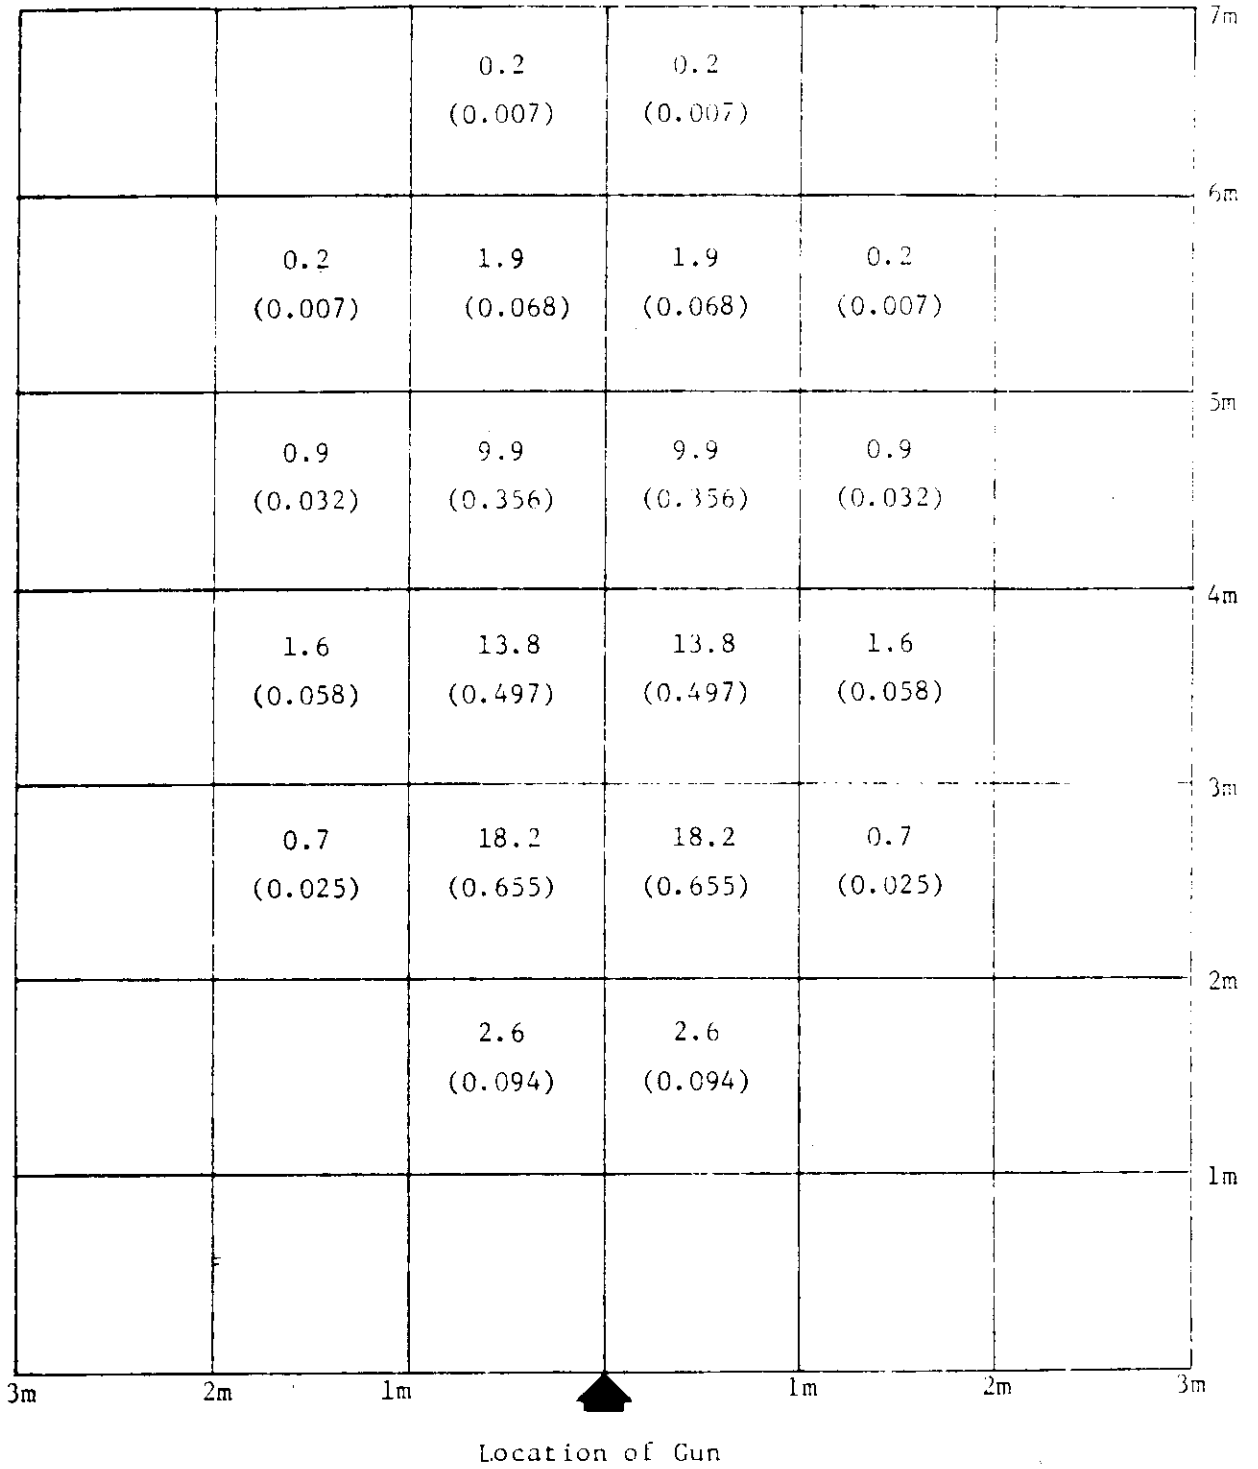 7m
0.2 0.2
(0.007) (0.007)
6m
0.2 1.9 1.9 0.2
(0.007) (0.068) (0.068) (0.007)
5m
0.9 9.9 9.9 0.9
(0.032) (0.356) (0.356) (0.032)
4m
1.6 13.8 13.8 1.6
(0.058) (0.497) (0.497) (0.058)
3m
0.7 18.2 18.2 0.7
(0.025) (0.655) (0.655) (0.025)
2m
2.6 2.6
(0.094) (0.094)
1m
3m 2m 1m 1m 2m 3m
Location of Gun